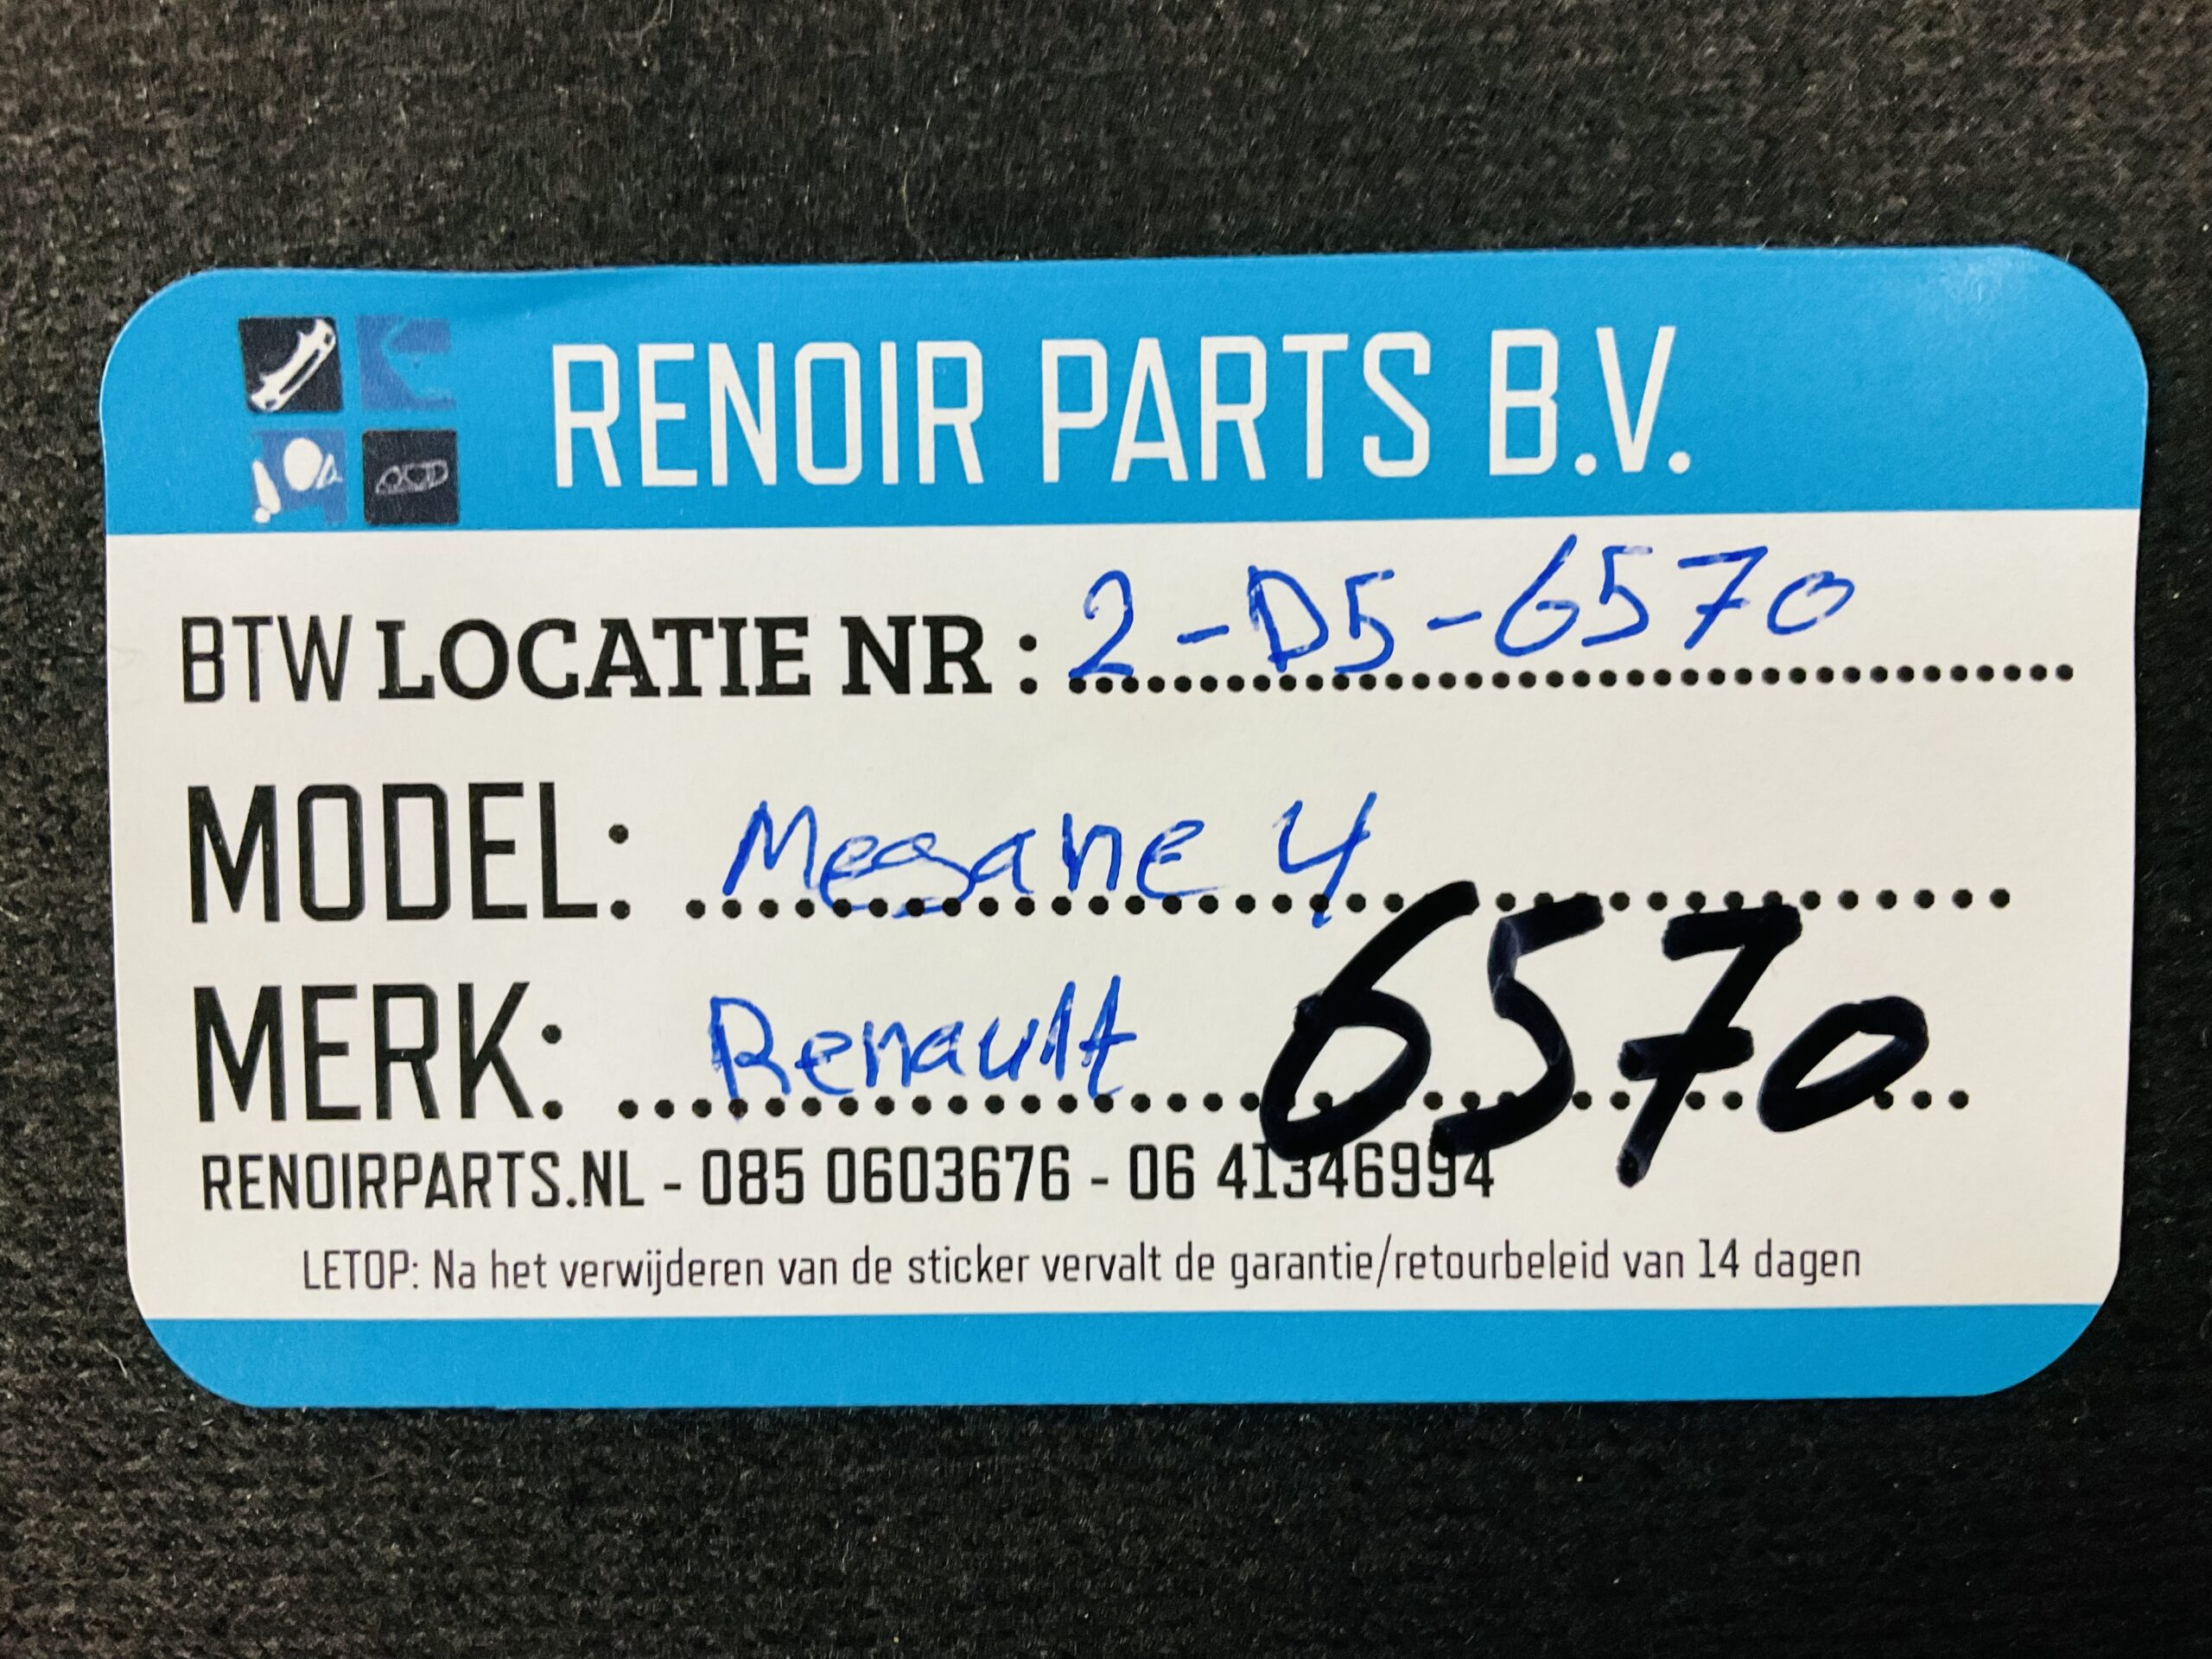 RENOIR PARTS B.V.
BTW LOCATIE NR : 2-D5-6570
MODEL: Megane 4
MERK: Renault
6570
RENOIRPARTS.NL - 085 0603676 - 06 41346994
LETOP: Na het verwijderen van de sticker vervalt de garantie/retourbeleid van 14 dagen